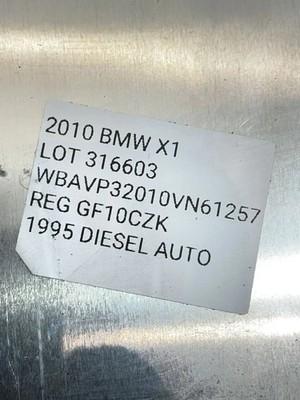 2010 BMW X1
LOT 316603
WBAVP32010VN61257
REG GF10CZK
1995 DIESEL AUTO